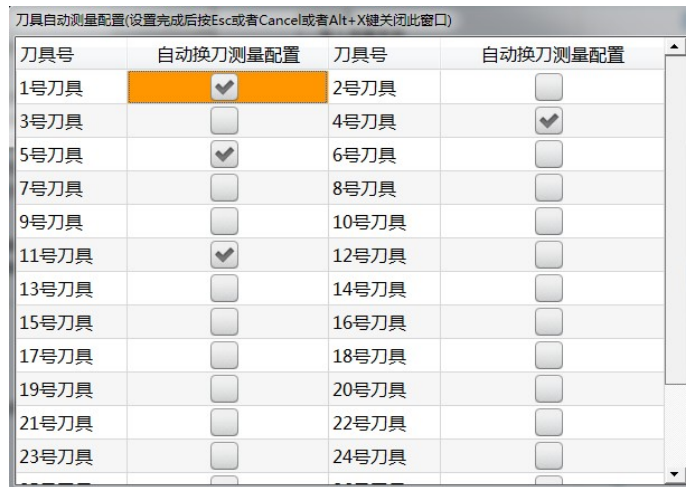 刀具自动测量配置(设置完成后按Esc或者Cancel或者Alt+X键关闭此窗口)
刀具号 自动换刀测量配置 刀具号 自动换刀测量配置
1号刀具 2号刀具
3号刀具 4号刀具
5号刀具 6号刀具
7号刀具 8号刀具
9号刀具 10号刀具
11号刀具 12号刀具
13号刀具 14号刀具
15号刀具 16号刀具
17号刀具 18号刀具
19号刀具 20号刀具
21号刀具 22号刀具
23号刀具 24号刀具